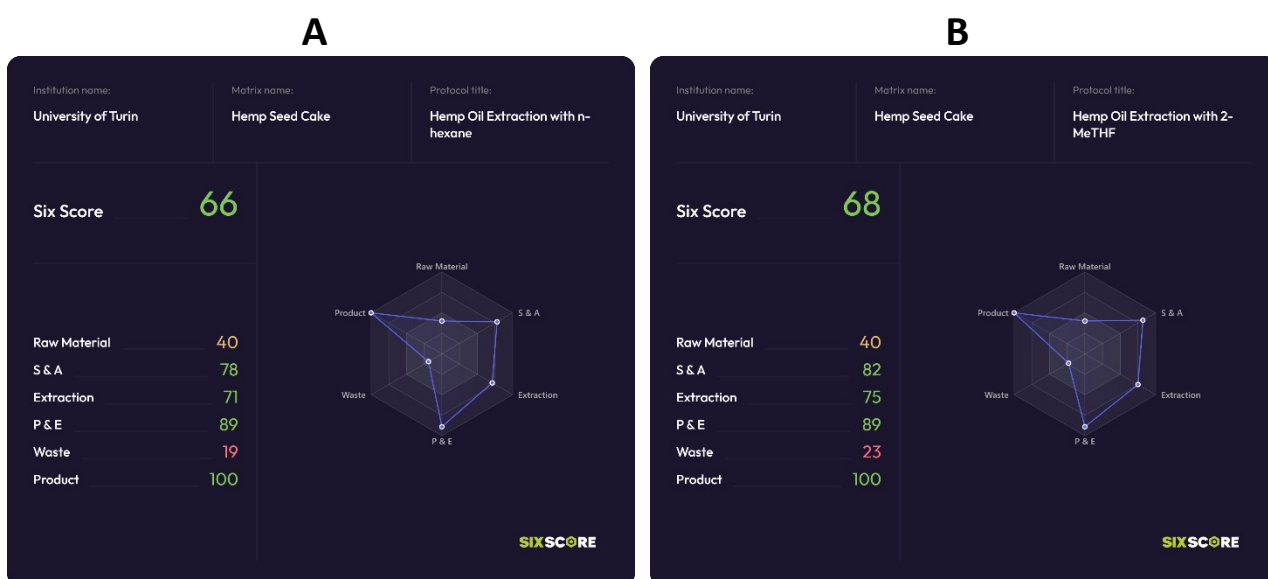 A
Institution name:
Matrix name:
Protocol title:
University of Turin
Hemp Seed Cake
Hemp Oil Extraction with n-
hexane
Six Score
66
Raw Material
40
S & A
78
Extraction
71
P & E
89
Waste
19
Product
100
Raw Material
Product
S & A
Waste
Extraction
P & E
SIXSCORE
B
Institution name:
Matrix name:
Protocol title:
University of Turin
Hemp Seed Cake
Hemp Oil Extraction with 2-
MeTHF
Six Score
68
Raw Material
40
S & A
82
Extraction
75
P & E
89
Waste
23
Product
100
Raw Material
Product
S & A
Waste
Extraction
P & E
SIXSCORE